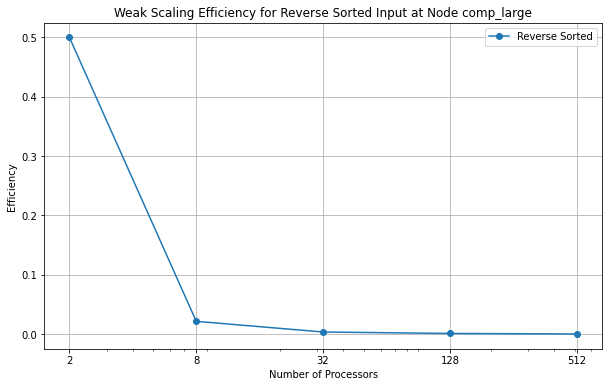 Weak Scaling Efficiency for Reverse Sorted Input at Node comp_large
Reverse Sorted
Efficiency
0.5
0.4
0.3
0.2
0.1
0.0
2 8 32 128 512
Number of Processors